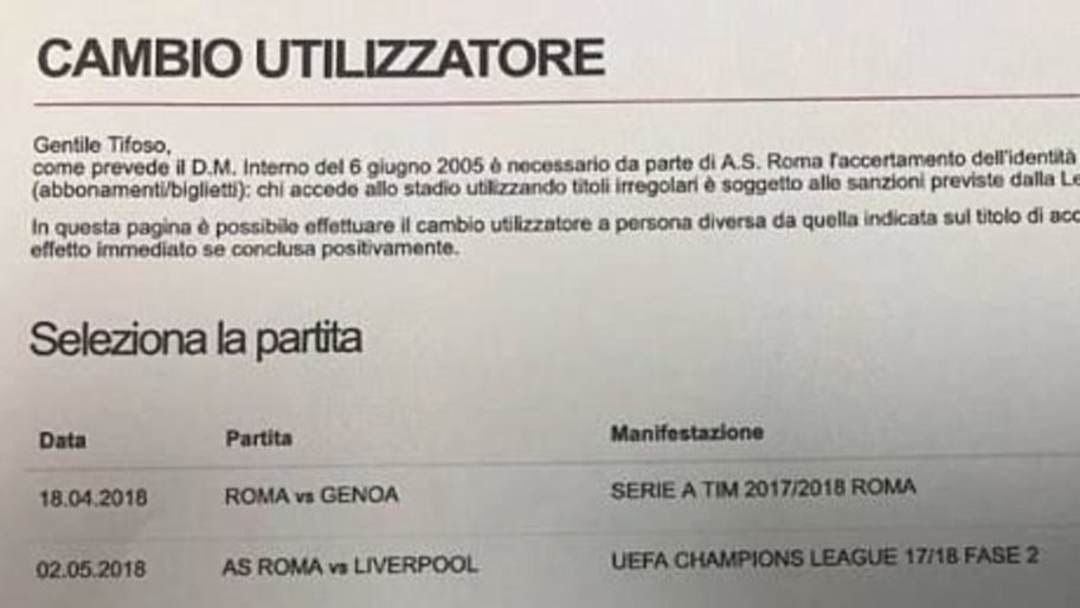 CAMBIO UTILIZZATORE
Gentile Tifoso,
come prevede il D.M. Interno del 6 giugno 2005 è necessario da parte di A.S. Roma l'accertamento dell'identità
(abbonamenti/biglietti): chi accede allo stadio utilizzando titoli irregolari è soggetto alle sanzioni previste dalla Le
In questa pagina è possibile effettuare il cambio utilizzatore a persona diversa da quella indicata sul titolo di acc
effetto immediato se conclusa positivamente.
Seleziona la partita
Data Partita Manifestazione
18.04.2018 ROMA vs GENOA SERIE A TIM 2017/2018 ROMA
02.05.2018 AS ROMA vs LIVERPOOL UEFA CHAMPIONS LEAGUE 17/18 FASE 2